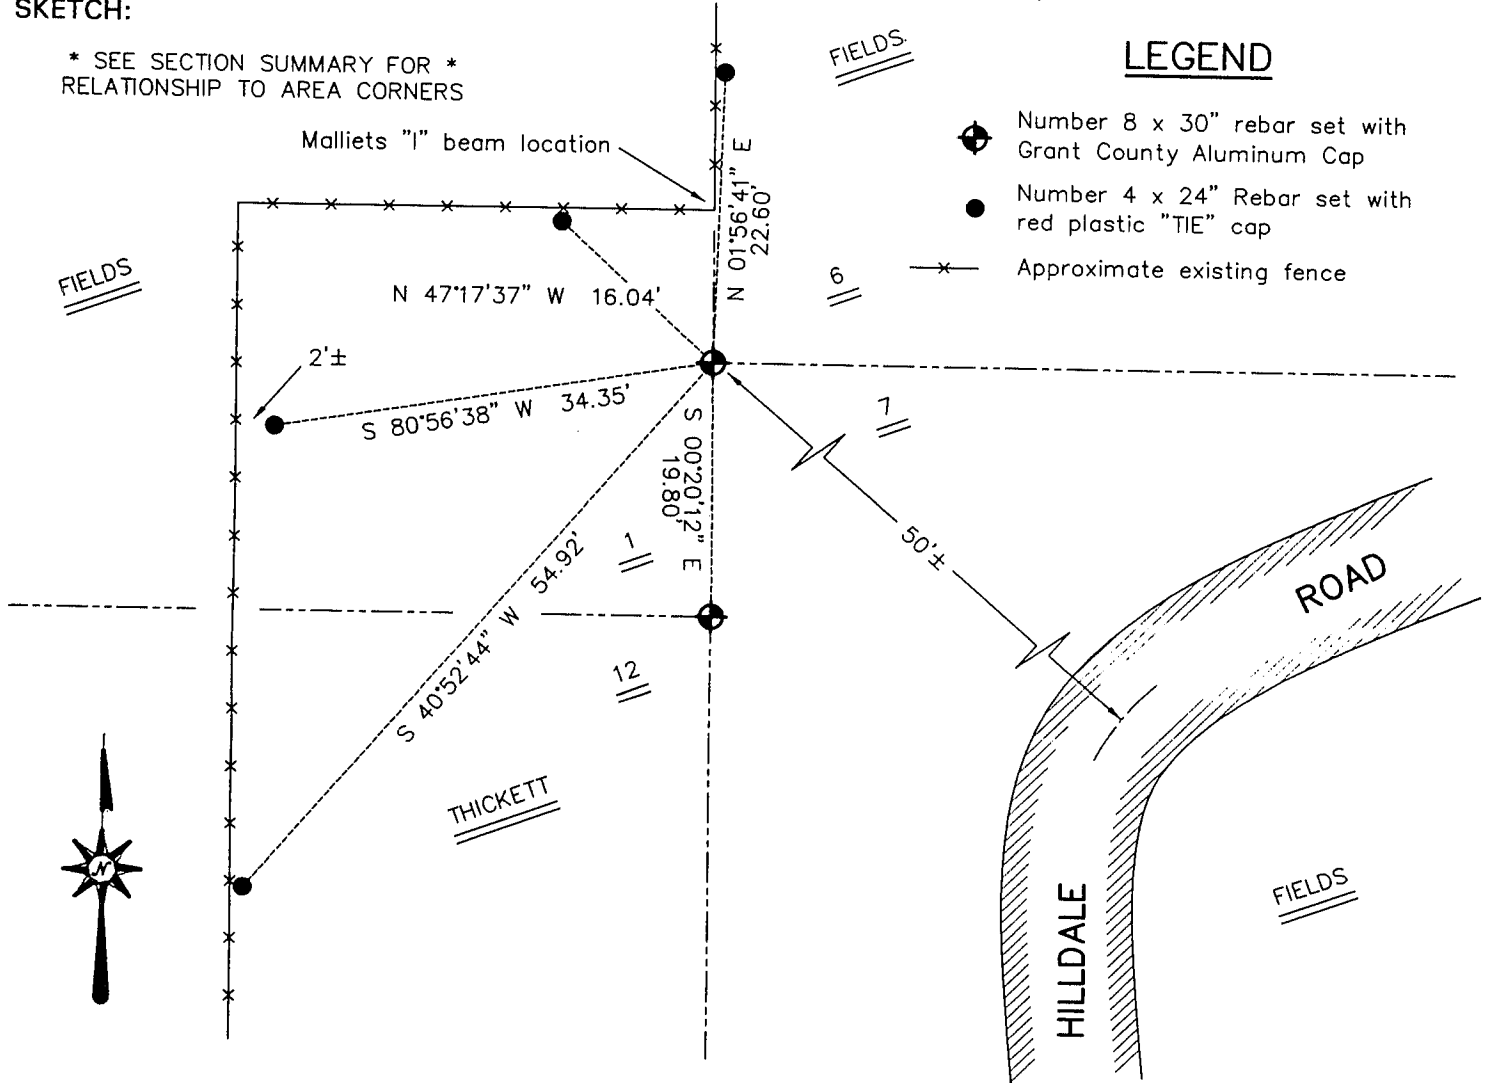 SKETCH:
* SEE SECTION SUMMARY FOR *
RELATIONSHIP TO AREA CORNERS
Malliets "I" beam location
FIELDS.
LEGEND
Number 8 x 30" rebar set with
Grant County Aluminum Cap
Number 4 x 24" Rebar set with
red plastic "TIE" cap
Approximate existing fence
N 01°56'41" E
22.60'
FIELDS
N 47°17'37" W 16.04'
6
2'±
S 80°56'38" W 34.35'
7
S 00°20'12" E
19.80'
50'±
1
S 40°52'44" W 54.92'
12
ROAD
THICKETT
N
FIELDS
HILLDALE